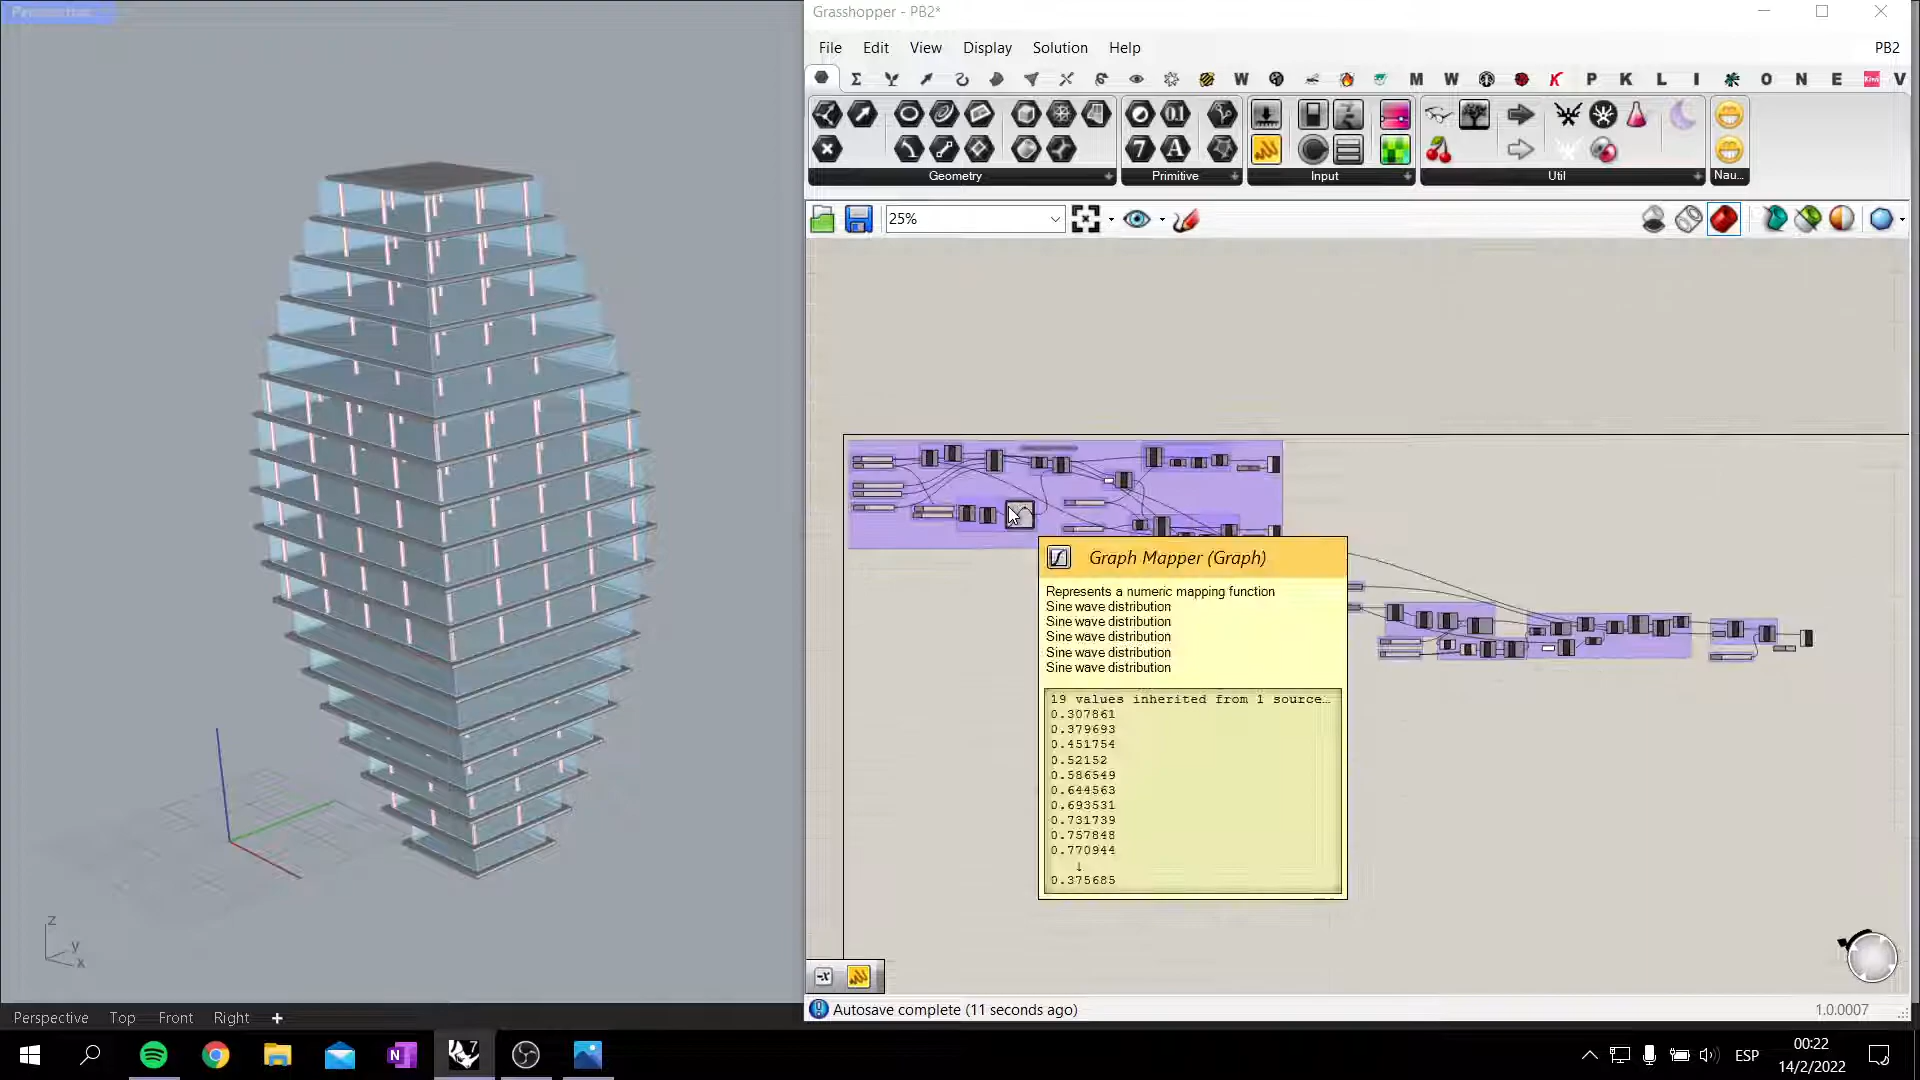 Perspective
Grasshopper - PB2*
File Edit View Display Solution Help PB2
W M W K P K L I O N E V
Geometry Primitive Input Util Nau...
25%
Graph Mapper (Graph)
Represents a numeric mapping function
Sine wave distribution
Sine wave distribution
Sine wave distribution
Sine wave distribution
Sine wave distribution
19 values inherited from 1 source…
0.307861
0.379693
0.451754
0.52152
0.586549
0.644563
0.693531
0.731739
0.757848
0.770944
↓
0.375685
z
y
x
Autosave complete (11 seconds ago) 1.0.0007
Perspective Top Front Right +
ESP
00:22
14/2/2022